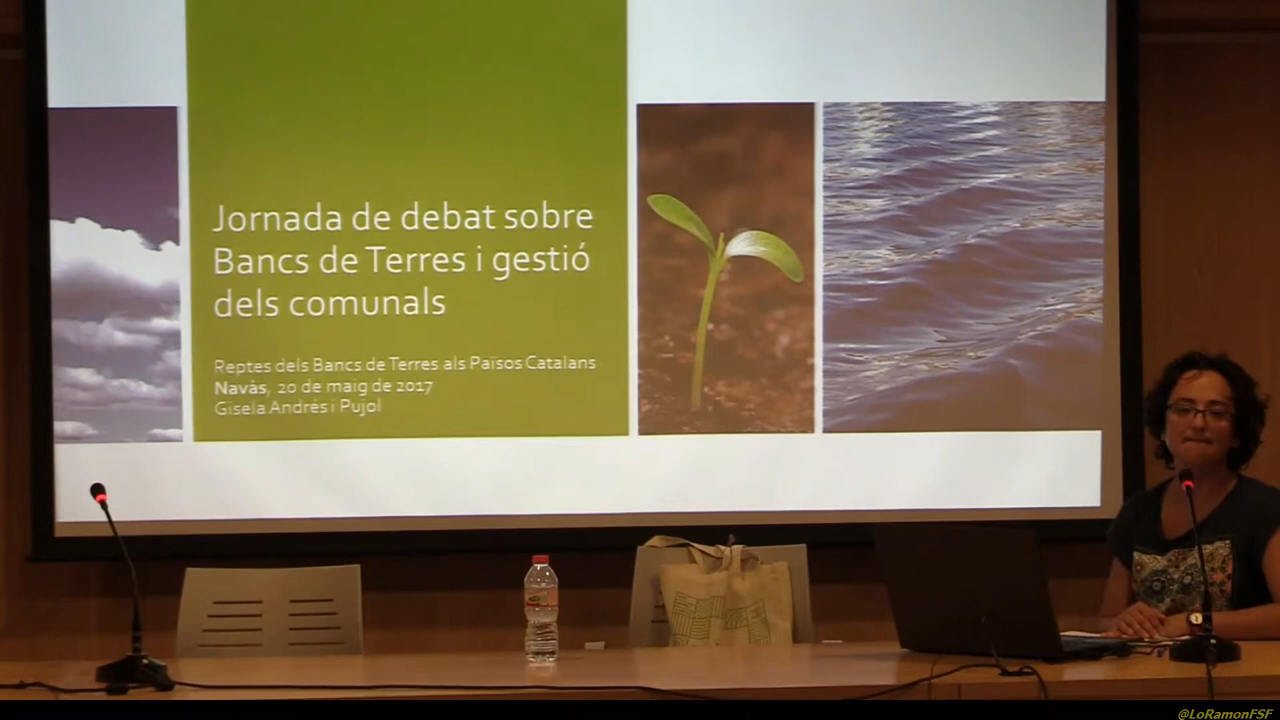 Jornada de debat sobre
Bancs de Terres i gestió
dels comunals
Reptes dels Bancs de Terres als Països Catalans
Navàs, 20 de maig de 2017
Gisela Andrés i Pujol
@LoRamonFSF